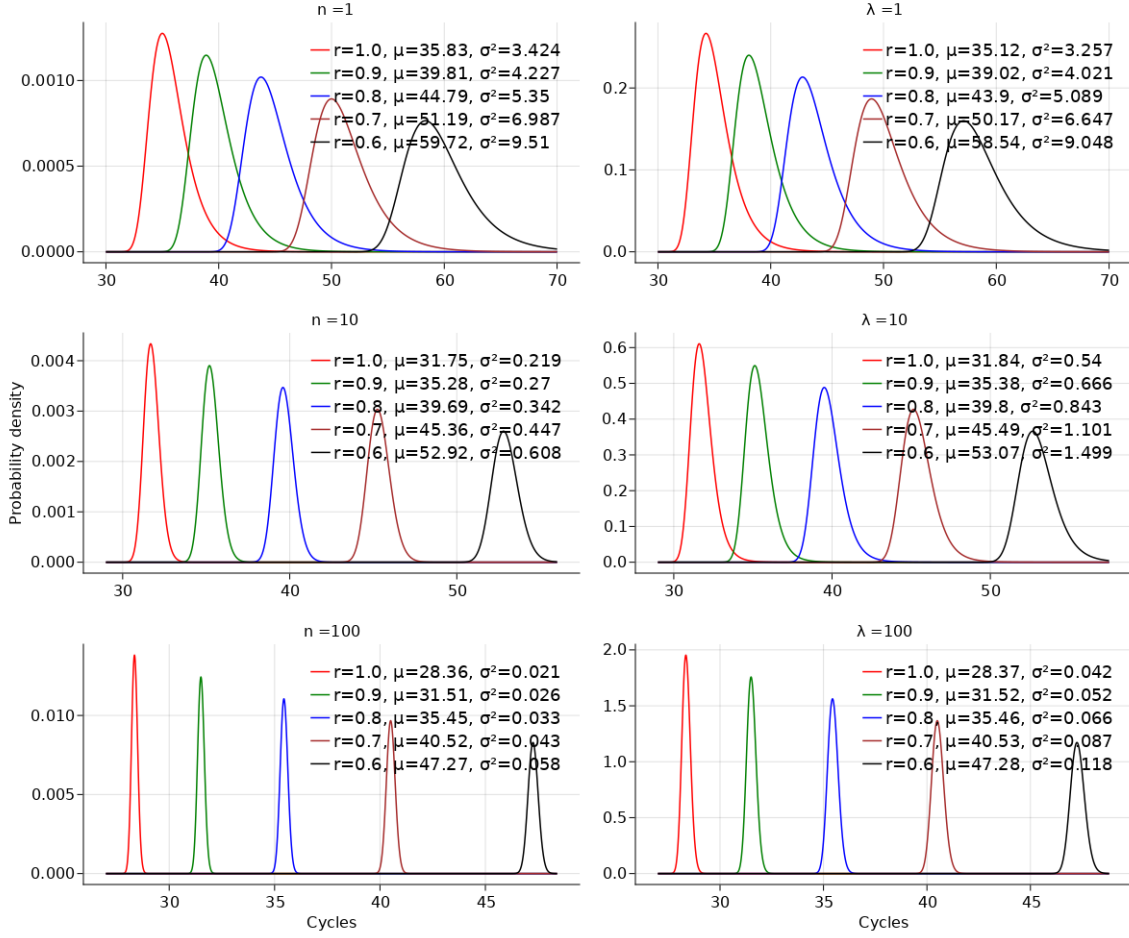 n =1
r=1.0, μ=35.83, σ²=3.424
r=0.9, μ=39.81, σ²=4.227
r=0.8, μ=44.79, σ²=5.35
r=0.7, μ=51.19, σ²=6.987
r=0.6, μ=59.72, σ²=9.51
0.0010
0.0005
0.0000
30 40 50 60 70
λ =1
r=1.0, μ=35.12, σ²=3.257
r=0.9, μ=39.02, σ²=4.021
r=0.8, μ=43.9, σ²=5.089
r=0.7, μ=50.17, σ²=6.647
r=0.6, μ=58.54, σ²=9.048
0.2
0.1
0.0
30 40 50 60 70
n =10
r=1.0, μ=31.75, σ²=0.219
r=0.9, μ=35.28, σ²=0.27
r=0.8, μ=39.69, σ²=0.342
r=0.7, μ=45.36, σ²=0.447
r=0.6, μ=52.92, σ²=0.608
Probability density
0.004
0.003
0.002
0.001
0.000
30 40 50
λ =10
r=1.0, μ=31.84, σ²=0.54
r=0.9, μ=35.38, σ²=0.666
r=0.8, μ=39.8, σ²=0.843
r=0.7, μ=45.49, σ²=1.101
r=0.6, μ=53.07, σ²=1.499
0.6
0.5
0.4
0.3
0.2
0.1
0.0
30 40 50
n =100
r=1.0, μ=28.36, σ²=0.021
r=0.9, μ=31.51, σ²=0.026
r=0.8, μ=35.45, σ²=0.033
r=0.7, μ=40.52, σ²=0.043
r=0.6, μ=47.27, σ²=0.058
0.010
0.005
0.000
30 35 40 45
Cycles
λ =100
r=1.0, μ=28.37, σ²=0.042
r=0.9, μ=31.52, σ²=0.052
r=0.8, μ=35.46, σ²=0.066
r=0.7, μ=40.53, σ²=0.087
r=0.6, μ=47.28, σ²=0.118
2.0
1.5
1.0
0.5
0.0
30 35 40 45
Cycles